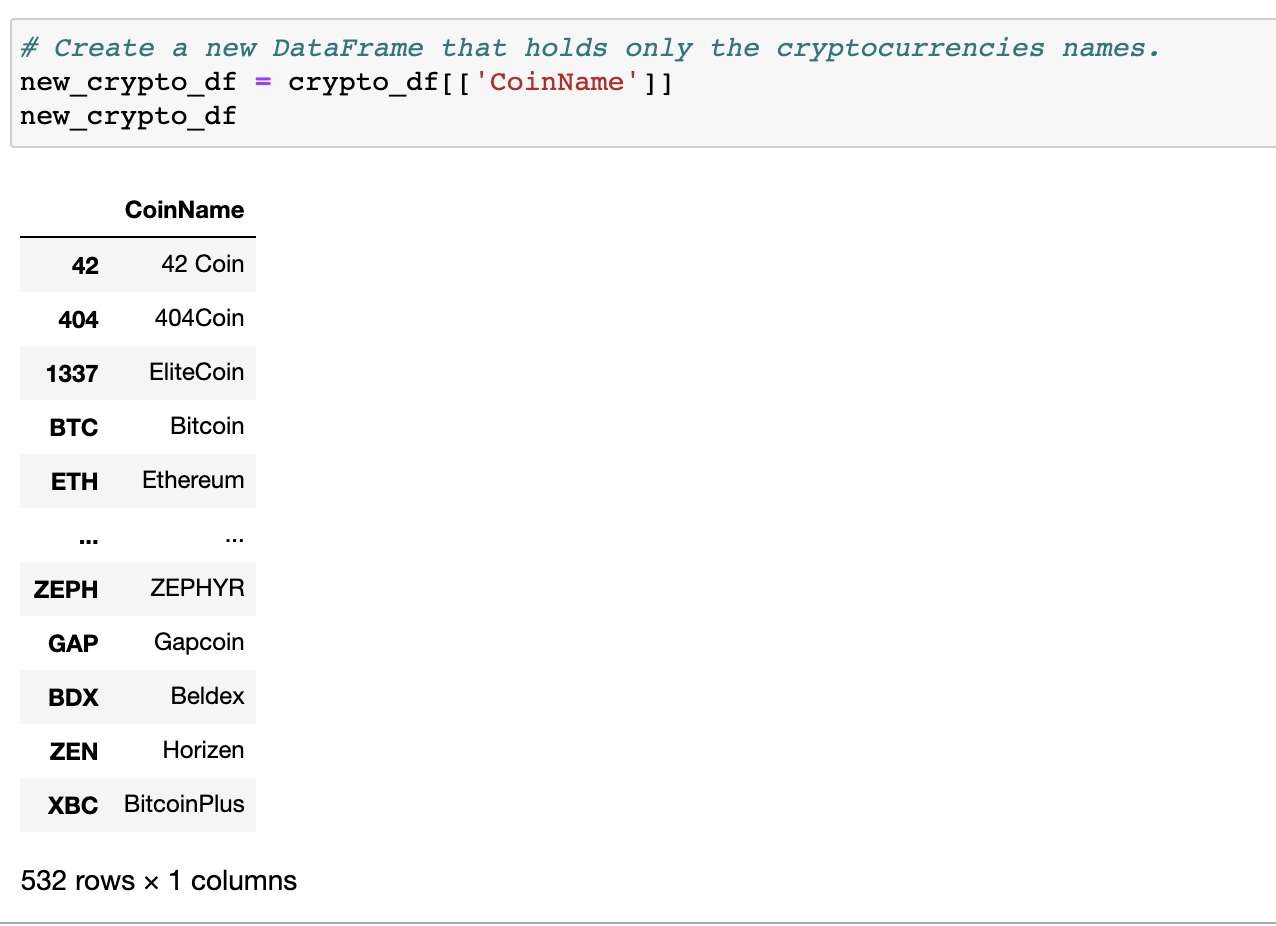 # Create a new DataFrame that holds only the cryptocurrencies names.
new_crypto_df = crypto_df[['CoinName']]
new_crypto_df
CoinName
42 42 Coin
404 404Coin
1337 EliteCoin
BTC Bitcoin
ETH Ethereum
... ...
ZEPH ZEPHYR
GAP Gapcoin
BDX Beldex
ZEN Horizen
XBC BitcoinPlus
532 rows × 1 columns